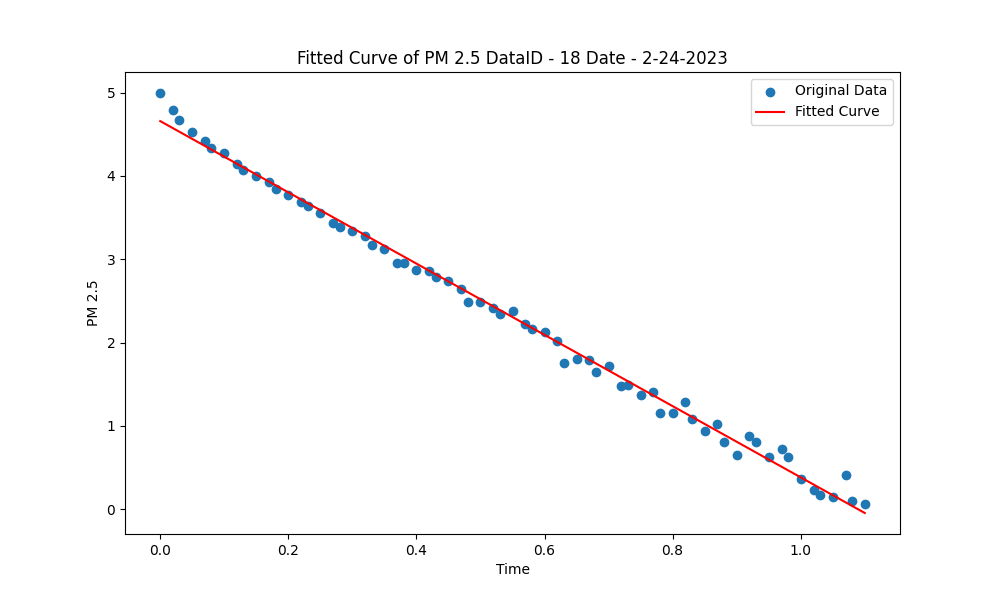 Fitted Curve of PM 2.5 DataID - 18 Date - 2-24-2023
Original Data
Fitted Curve
5
4
3
2
1
0
PM 2.5
0.0 0.2 0.4 0.6 0.8 1.0
Time